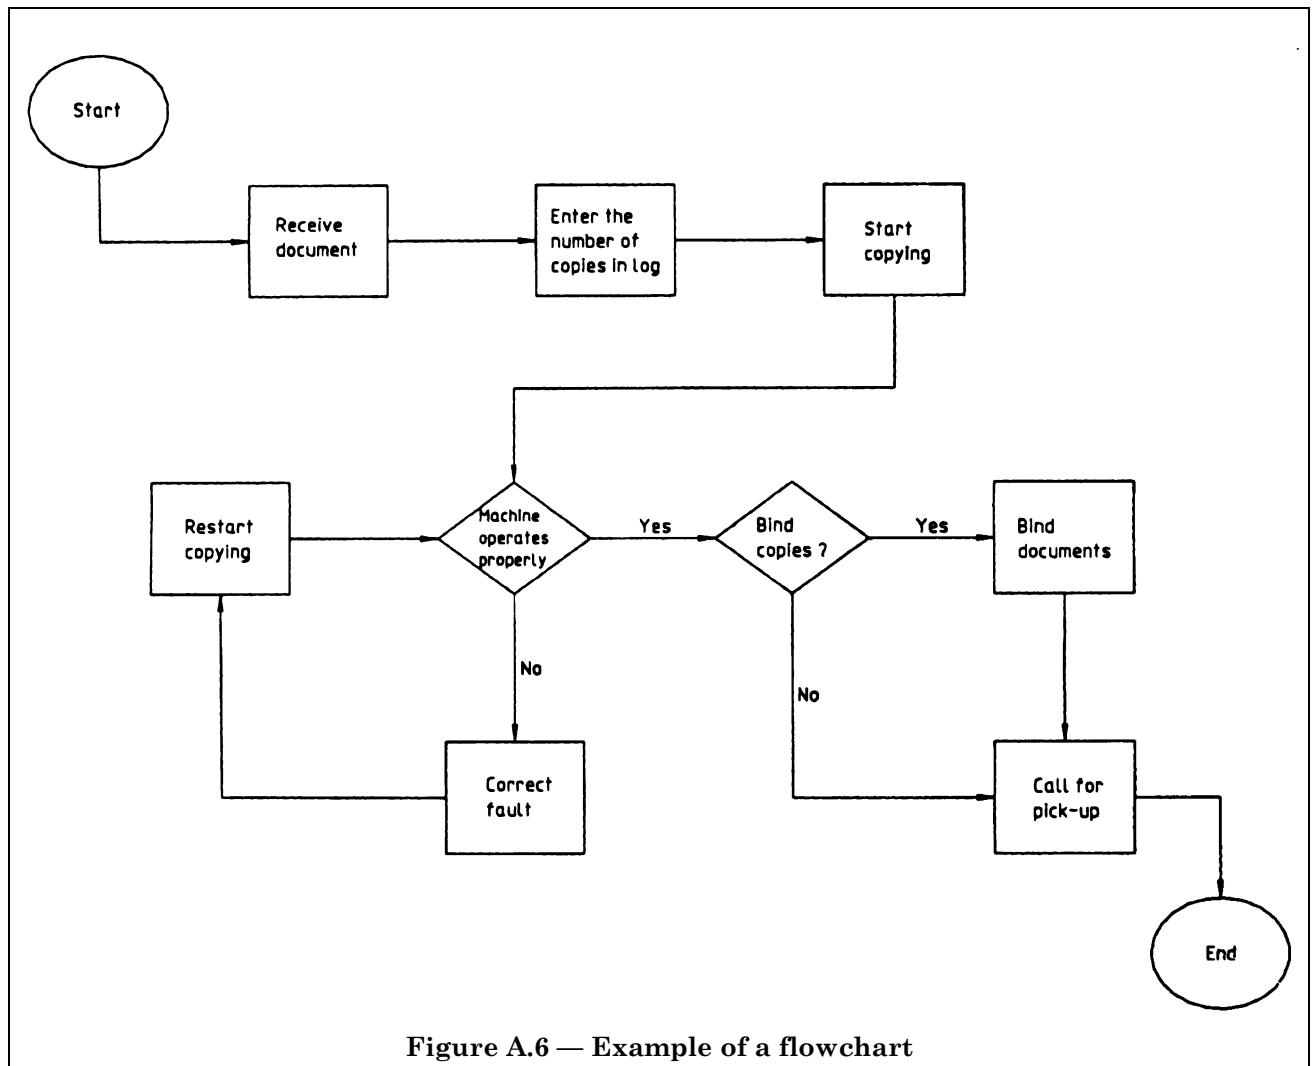 Start
Receive
document
Enter the
number of
copies in log
Start
copying
Restart
copying
Machine
operates
properly
Yes
Bind
copies ?
Yes
Bind
documents
No
No
Correct
fault
Call for
pick-up
End
Figure A.6 — Example of a flowchart